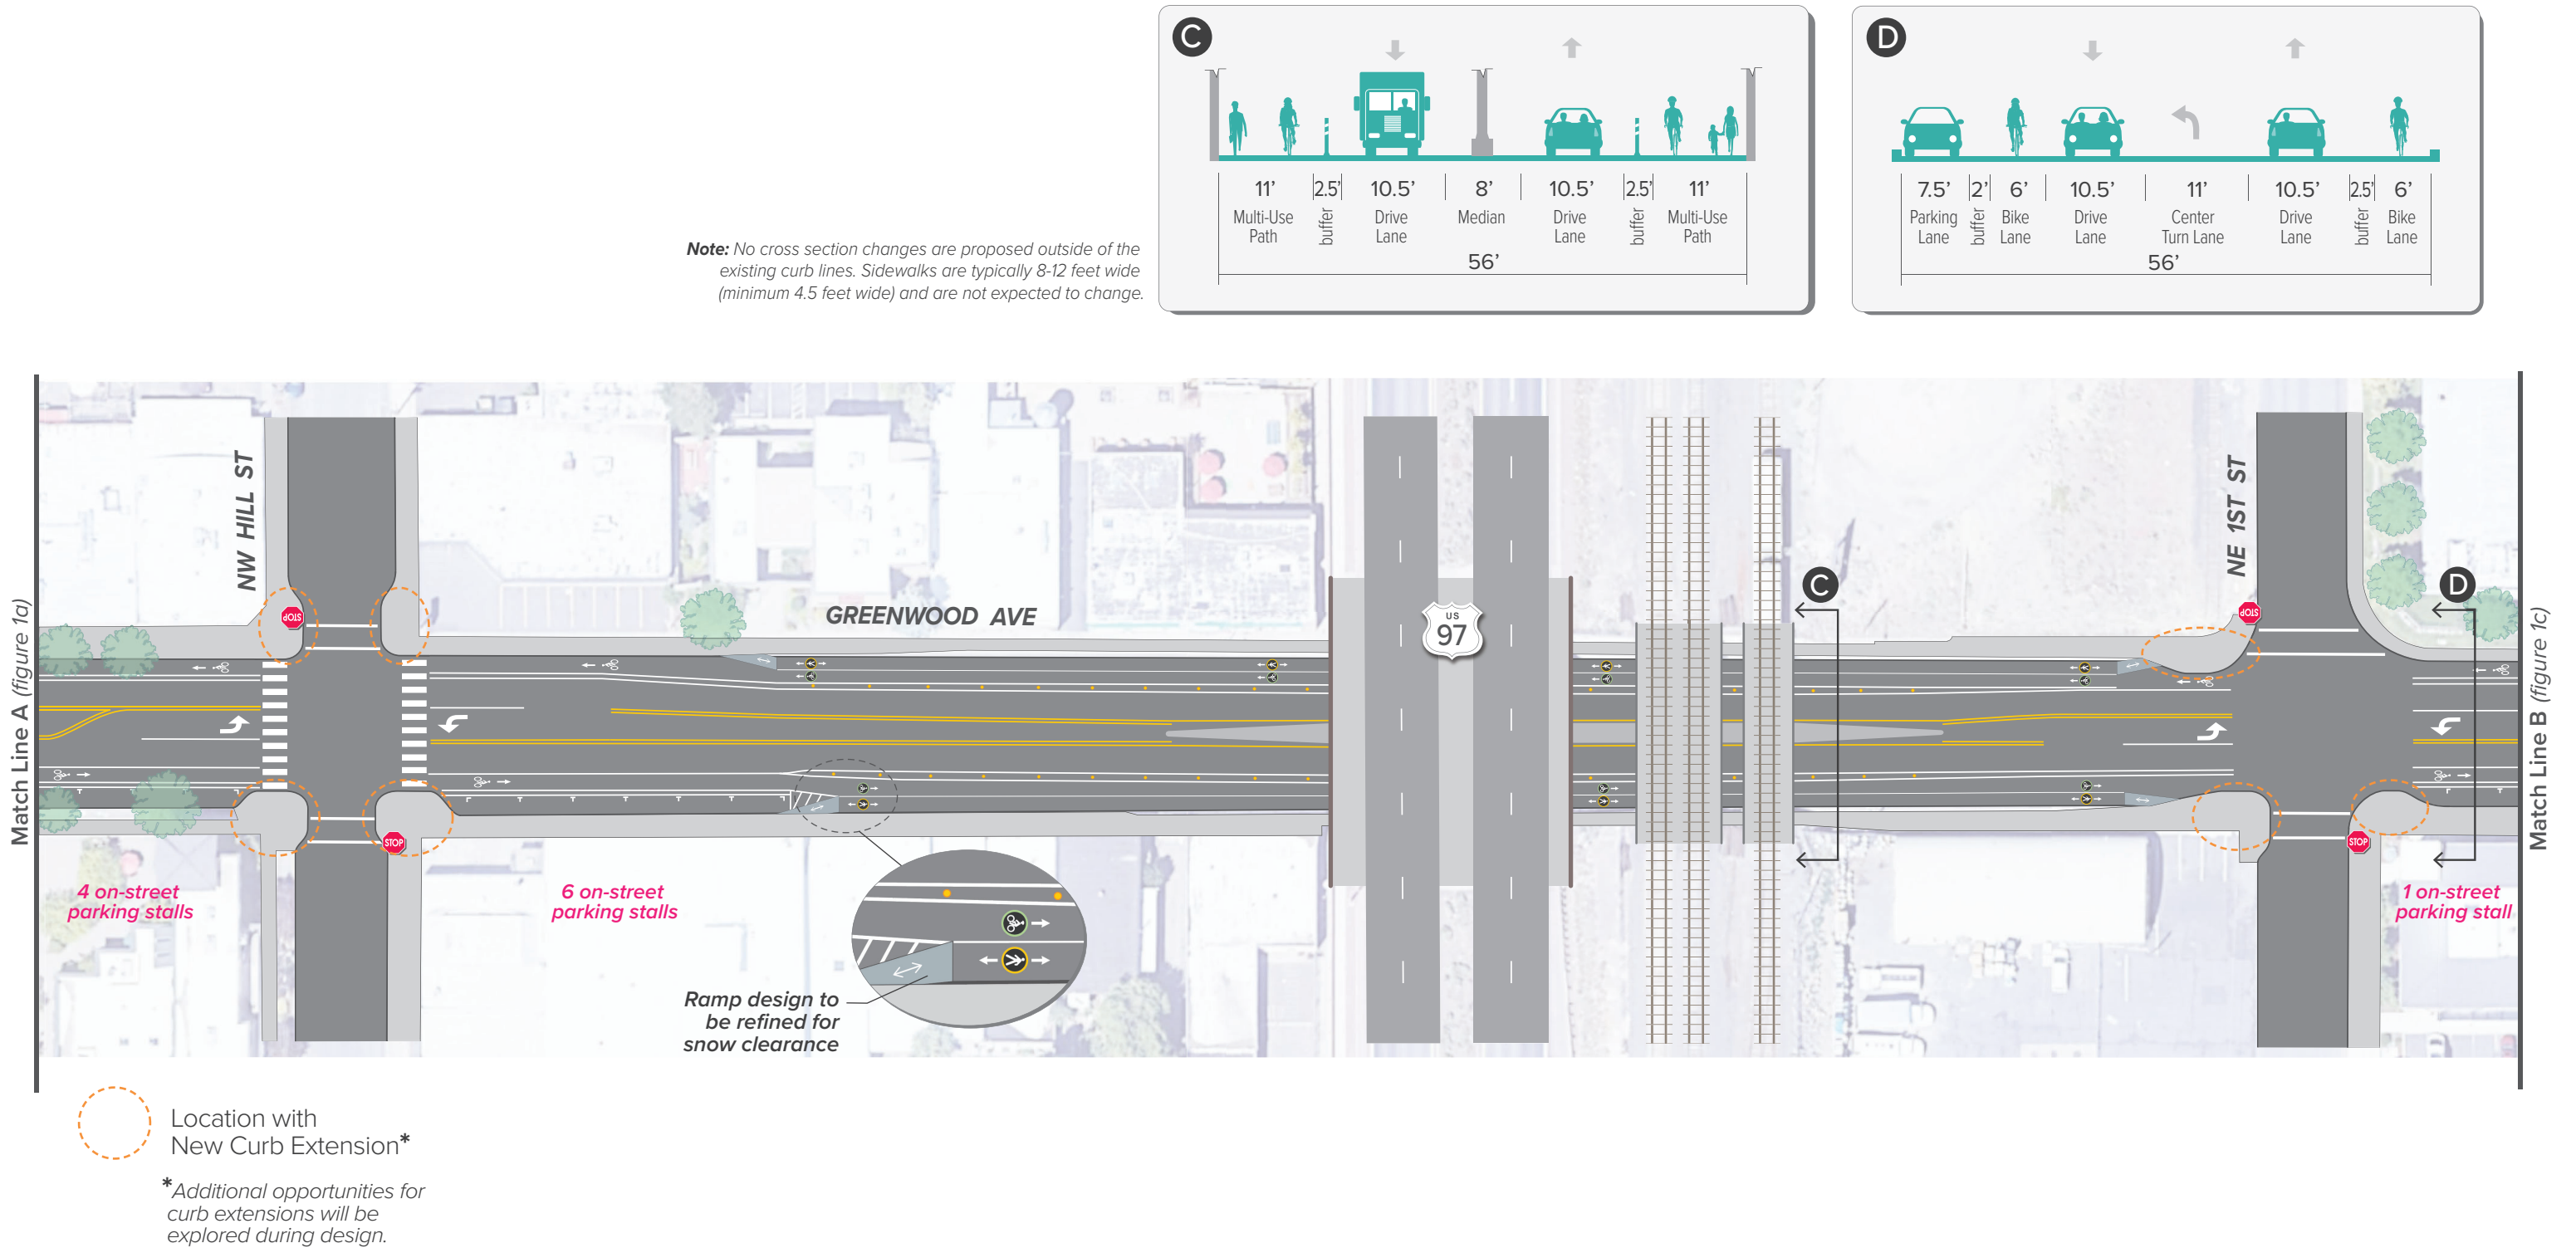 C
11’ 2.5’ 10.5’ 8’ 10.5’ 2.5’ 11’
Multi-Use Path
buffer
Drive Lane
Median
Drive Lane
buffer
Multi-Use Path
56’
D
7.5’ 2’ 6’ 10.5’ 11’ 10.5’ 2.5’ 6’
Parking Lane
buffer
Bike Lane
Drive Lane
Center Turn Lane
Drive Lane
buffer
Bike Lane
56’
Note: No cross section changes are proposed outside of the
existing curb lines. Sidewalks are typically 8-12 feet wide
(minimum 4.5 feet wide) and are not expected to change.
Match Line A (figure 1a)
NW HILL ST
STOP
GREENWOOD AVE
US
97
C
NE 1ST ST
STOP
D
Match Line B (figure 1c)
STOP
STOP
4 on-street
parking stalls
6 on-street
parking stalls
1 on-street
parking stall
Ramp design to
be refined for
snow clearance
Location with
New Curb Extension*
*Additional opportunities for
curb extensions will be
explored during design.